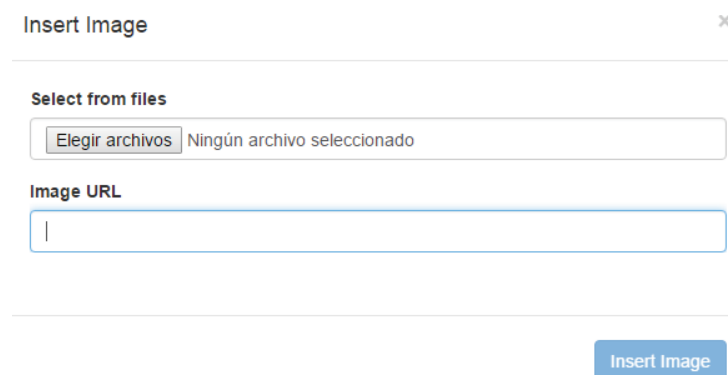 Insert Image
×
Select from files
Elegir archivos Ningún archivo seleccionado
Image URL
Insert Image